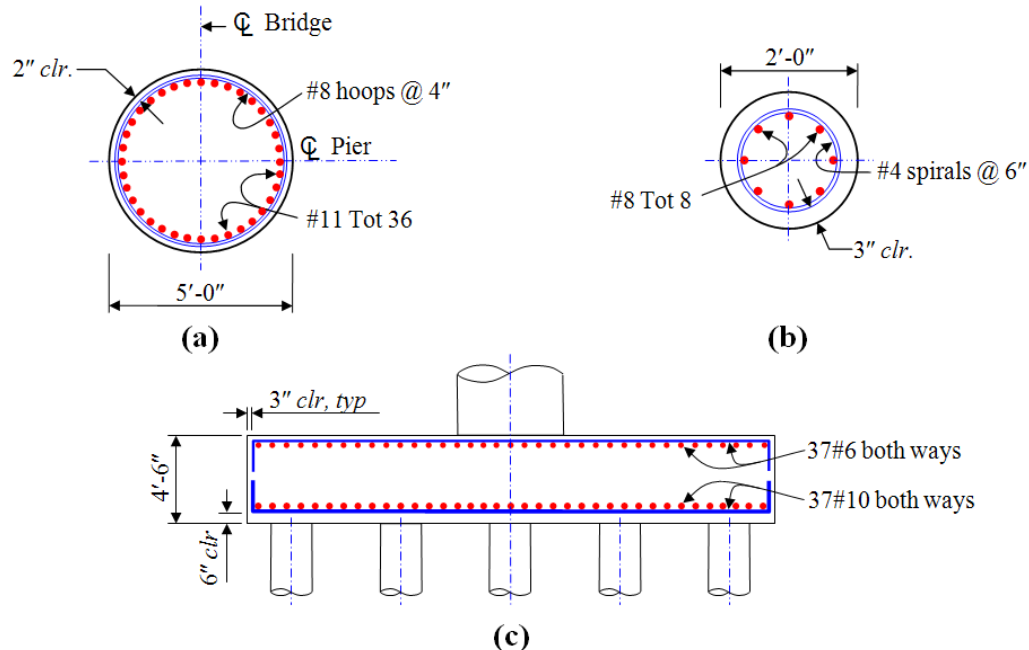 ℄ Bridge
2″ clr.
#8 hoops @ 4″
℄ Pier
#11 Tot 36
5′-0″
(a)
2′-0″
#4 spirals @ 6″
#8 Tot 8
3″ clr.
(b)
3″ clr, typ
4′-6″
37#6 both ways
37#10 both ways
6″ clr
(c)